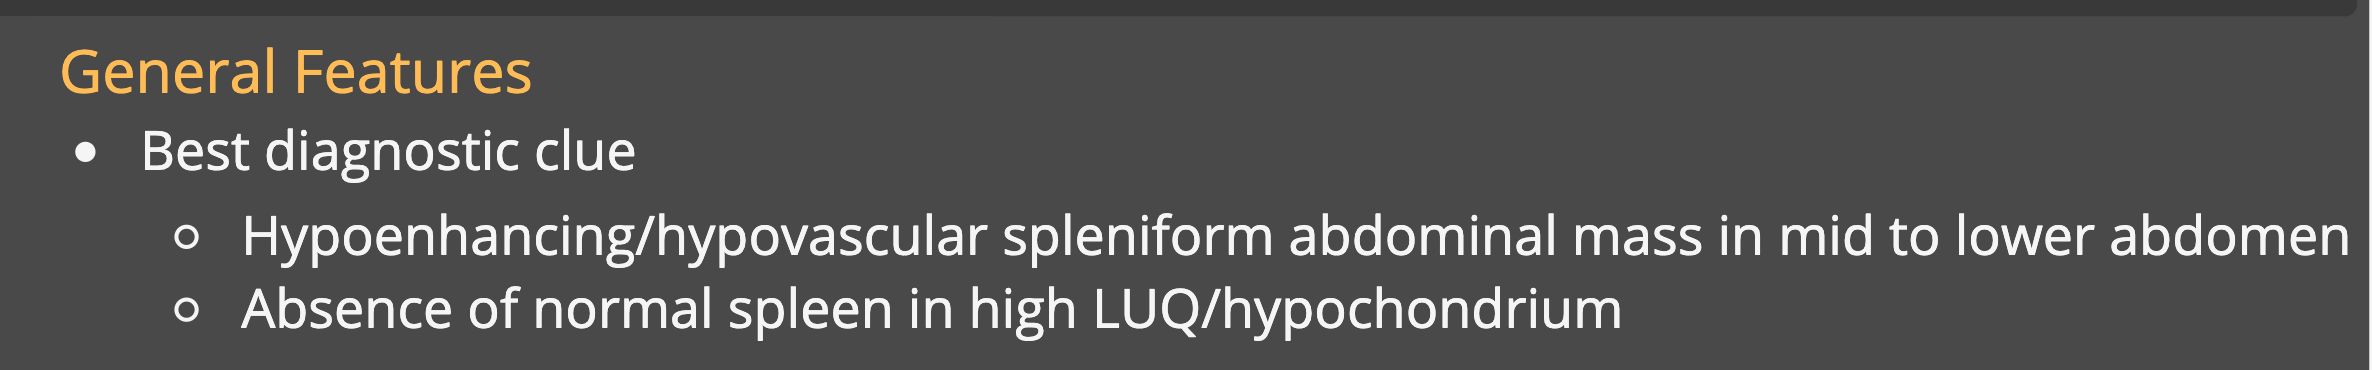 General Features
● Best diagnostic clue
○ Hypoenhancing/hypovascular spleniform abdominal mass in mid to lower abdomen
○ Absence of normal spleen in high LUQ/hypochondrium